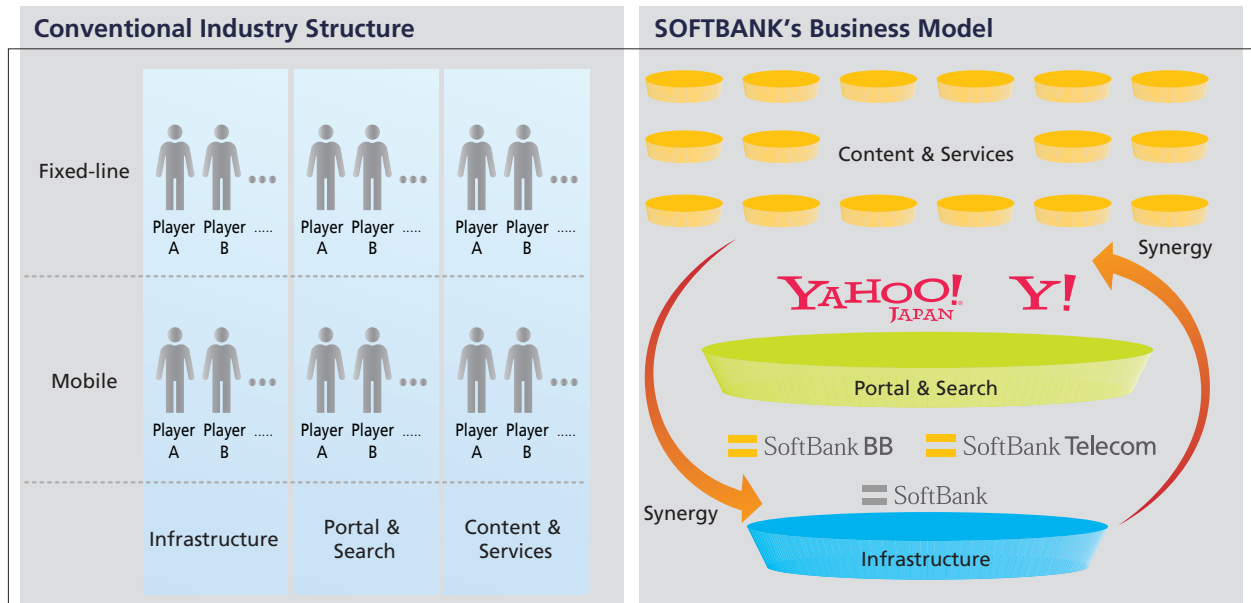 Conventional Industry Structure
Fixed-line
Player Player .....
A B
Player Player .....
A B
Player Player .....
A B
Mobile
Player Player .....
A B
Player Player .....
A B
Player Player .....
A B
Infrastructure
Portal &
Search
Content &
Services
SOFTBANK's Business Model
Content & Services
Synergy
YAHOO! Y!
JAPAN
Portal & Search
SoftBank BB SoftBank Telecom
SoftBank
Synergy
Infrastructure